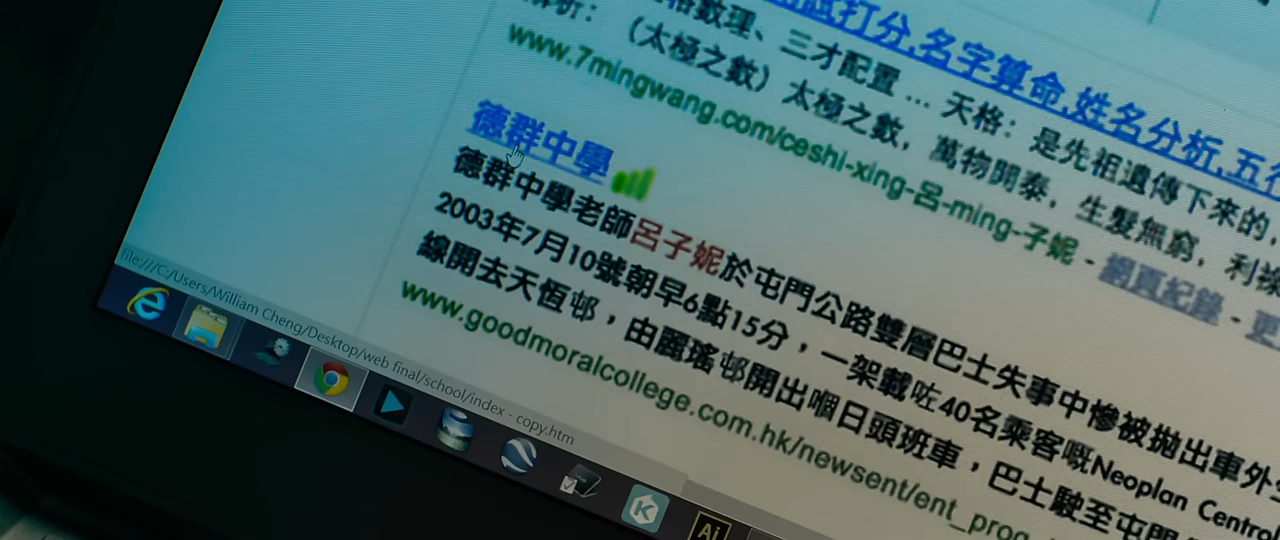 試打分,名字算命,姓名分析,五行
解析: 格數理、三才配置 ... 天格: 是先祖遺傳下來的,
(太極之數) 太極之數, 萬物開泰, 生發無窮, 利祿
www.7mingwang.com/ceshi-xing-呂-ming-子妮 - 網頁紀錄 - 更
德群中學
德群中學老師呂子妮於屯門公路雙層巴士失事中慘被拋出車外
2003年7月10號朝早6點15分,一架載咗40名乘客嘅Neoplan Centro
線開去天恆邨,由麗瑤邨開出嗰日頭班車,巴士駛至屯門
www.goodmoralcollege.com.hk/newsent/ent_prog
file:///C:/Users/William Cheng/Desktop/web final/school/index - copy.htm
Ai